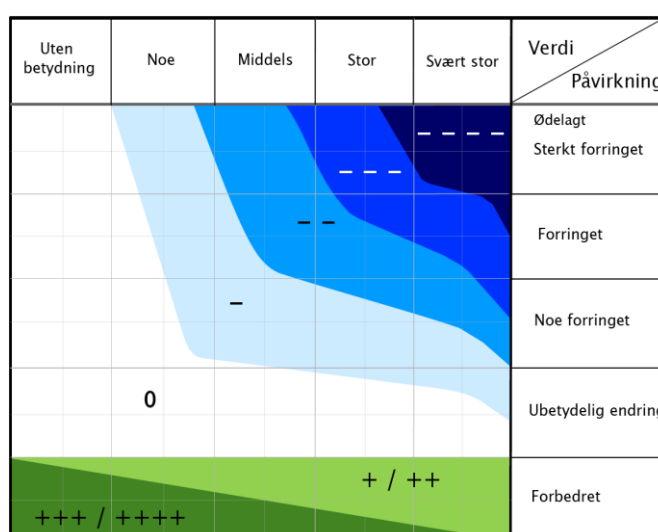 Uten
betydning
Noe
Middels
Stor
Svært stor
Verdi
Påvirkning
– – – –
Ødelagt
– – –
Sterkt forringet
– –
Forringet
–
Noe forringet
0
Ubetydelig endring
+ / ++
+++ / ++++
Forbedret